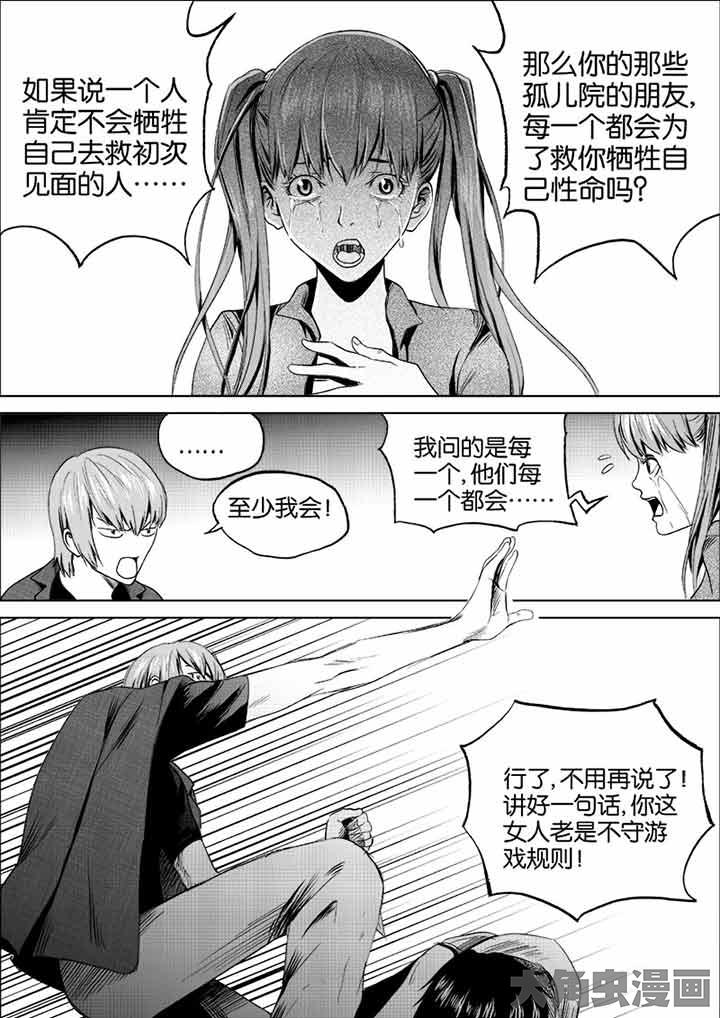 如果说一个人
肯定不会牺牲
自己去救初次
见面的人……
那么你的那些
孤儿院的朋友,
每一个都会为
了救你牺牲自
己性命吗?
……
至少我会!
我问的是每
一个,他们每
一个都会……
行了,不用再说了!
讲好一句话,你这
女人老是不守游
戏规则!
大角虫漫画